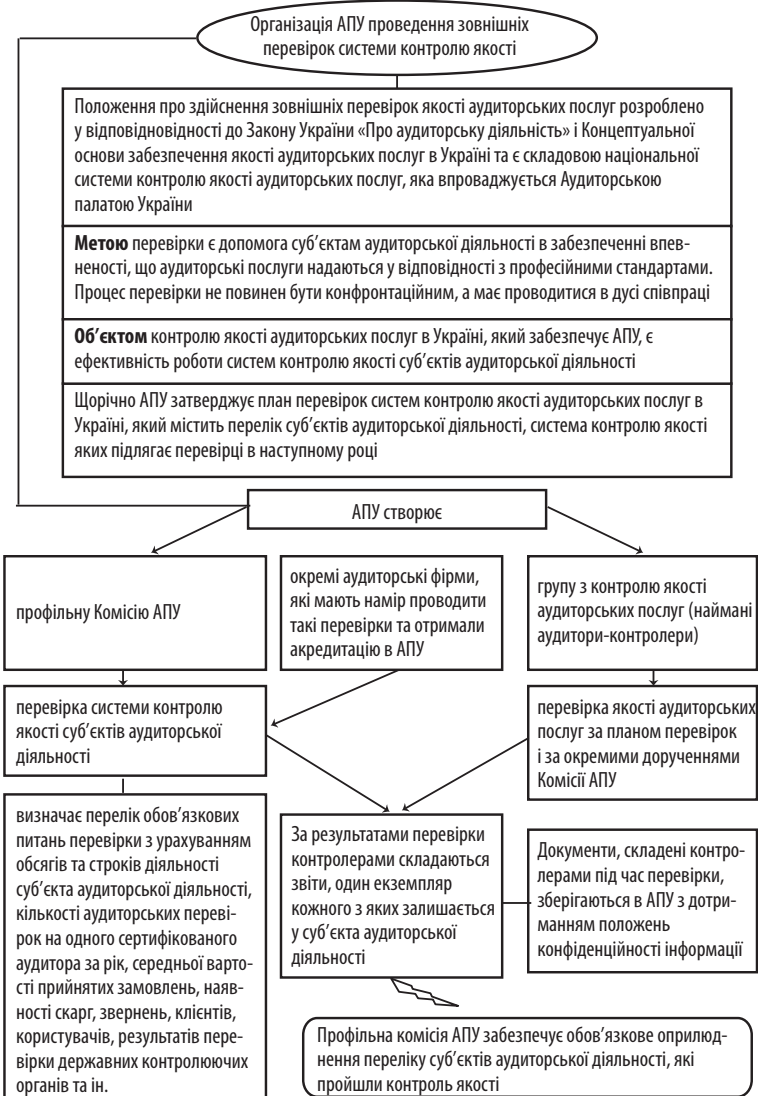 Організація АПУ проведення зовнішніх
перевірок системи контролю якості
Положення про здійснення зовнішніх перевірок якості аудиторських послуг розроблено
у відповідновідності до Закону України «Про аудиторську діяльність» і Концептуальної
основи забезпечення якості аудиторських послуг в Україні та є складовою національної
системи контролю якості аудиторських послуг, яка впроваджується Аудиторською
палатою України
Метою перевірки є допомога суб’єктам аудиторської діяльності в забезпеченні впев-
неності, що аудиторські послуги надаються у відповідності з професійними стандартами.
Процес перевірки не повинен бути конфронтаційним, а має проводитися в дусі співпраці
Об’єктом контролю якості аудиторських послуг в Україні, який забезпечує АПУ, є
ефективність роботи систем контролю якості суб’єктів аудиторської діяльності
Щорічно АПУ затверджує план перевірок систем контролю якості аудиторських послуг в
Україні, який містить перелік суб’єктів аудиторської діяльності, система контролю якості
яких підлягає перевірці в наступному році
АПУ створює
профільну Комісію АПУ
окремі аудиторські фірми,
які мають намір проводити
такі перевірки та отримали
акредитацію в АПУ
групу з контролю якості
аудиторських послуг (наймані
аудитори-контролери)
перевірка системи контролю
якості суб’єктів аудиторської
діяльності
перевірка якості аудиторських
послуг за планом перевірок
і за окремими дорученнями
Комісії АПУ
визначає перелік обов’язкових
питань перевірки з урахуванням
обсягів та строків діяльності
суб’єкта аудиторської діяльності,
кількості аудиторських переві-
рок на одного сертифікованого
аудитора за рік, середньої варто-
сті прийнятих замовлень, наяв-
ності скарг, звернень, клієнтів,
користувачів, результатів пере-
вірки державних контролюючих
органів та ін.
За результатами перевірки
контролерами складаються
звіти, один екземпляр
кожного з яких залишається
у суб’єкта аудиторської
діяльності
Документи, складені контро-
лерами під час перевірки,
зберігаються в АПУ з дотри-
манням положень
конфіденційності інформації
Профільна комісія АПУ забезпечує обов’язкове оприлюд-
нення переліку суб’єктів аудиторської діяльності, які
пройшли контроль якості